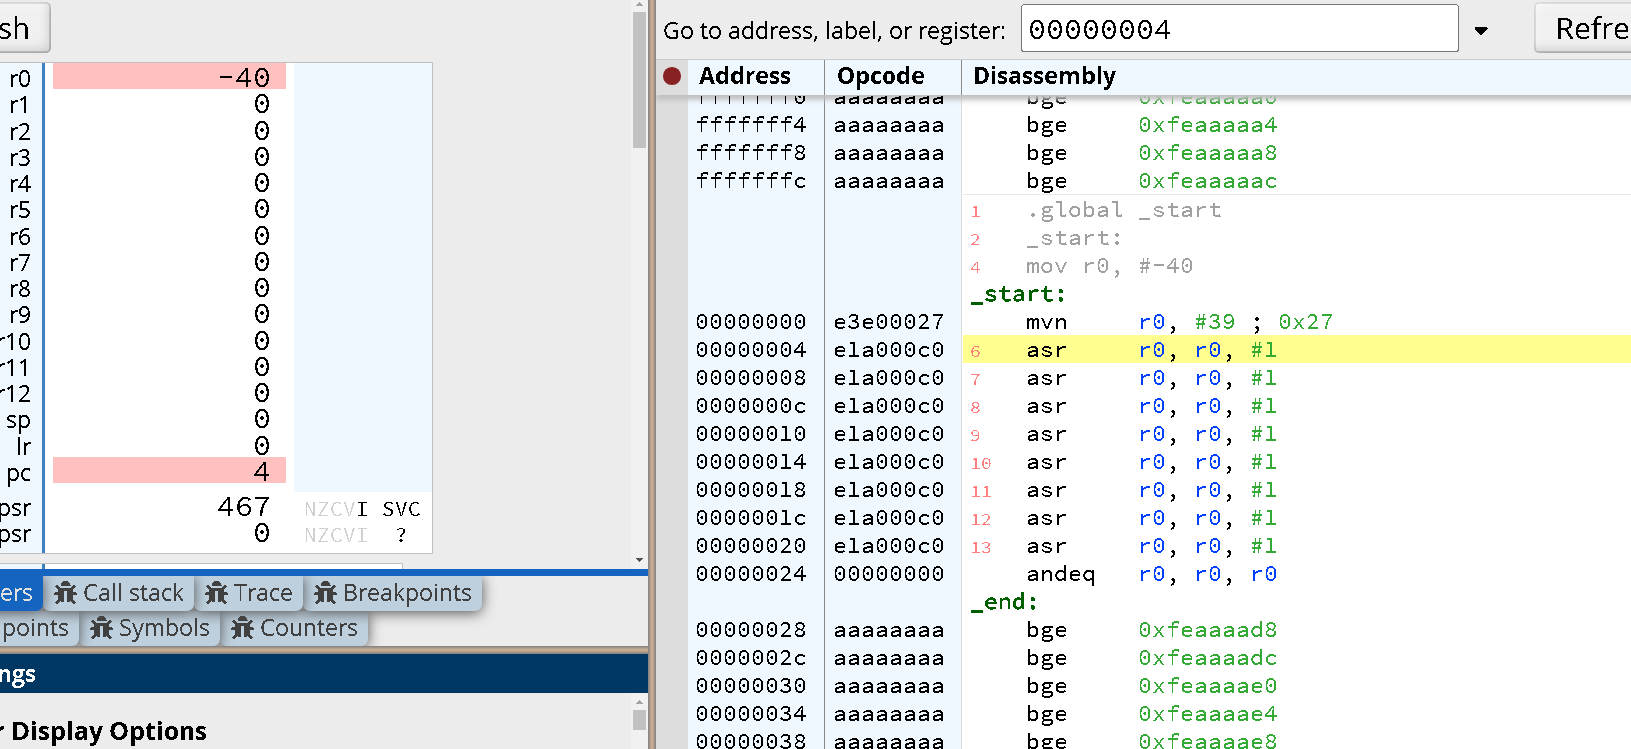 sh
r0 -40
r1 0
r2 0
r3 0
r4 0
r5 0
r6 0
r7 0
r8 0
r9 0
r10 0
r11 0
r12 0
sp 0
lr 0
pc 4
psr 467 NZCVI SVC
psr 0 NZCVI ?
ers Call stack Trace Breakpoints
points Symbols Counters
ngs
r Display Options
Go to address, label, or register: 00000004 Refre
Address Opcode Disassembly
fffffff0 aaaaaaaa bge 0xfeaaaaa0
fffffff4 aaaaaaaa bge 0xfeaaaaa4
fffffff8 aaaaaaaa bge 0xfeaaaaa8
fffffffc aaaaaaaa bge 0xfeaaaaac
1 .global _start
2 _start:
4 mov r0, #-40
_start:
00000000 e3e00027 mvn r0, #39 ; 0x27
00000004 e1a000c0 6 asr r0, r0, #1
00000008 e1a000c0 7 asr r0, r0, #1
0000000c e1a000c0 8 asr r0, r0, #1
00000010 e1a000c0 9 asr r0, r0, #1
00000014 e1a000c0 10 asr r0, r0, #1
00000018 e1a000c0 11 asr r0, r0, #1
0000001c e1a000c0 12 asr r0, r0, #1
00000020 e1a000c0 13 asr r0, r0, #1
00000024 00000000 andeq r0, r0, r0
_end:
00000028 aaaaaaaa bge 0xfeaaaad8
0000002c aaaaaaaa bge 0xfeaaaadc
00000030 aaaaaaaa bge 0xfeaaaae0
00000034 aaaaaaaa bge 0xfeaaaae4
00000038 aaaaaaaa bge 0xfeaaaae8